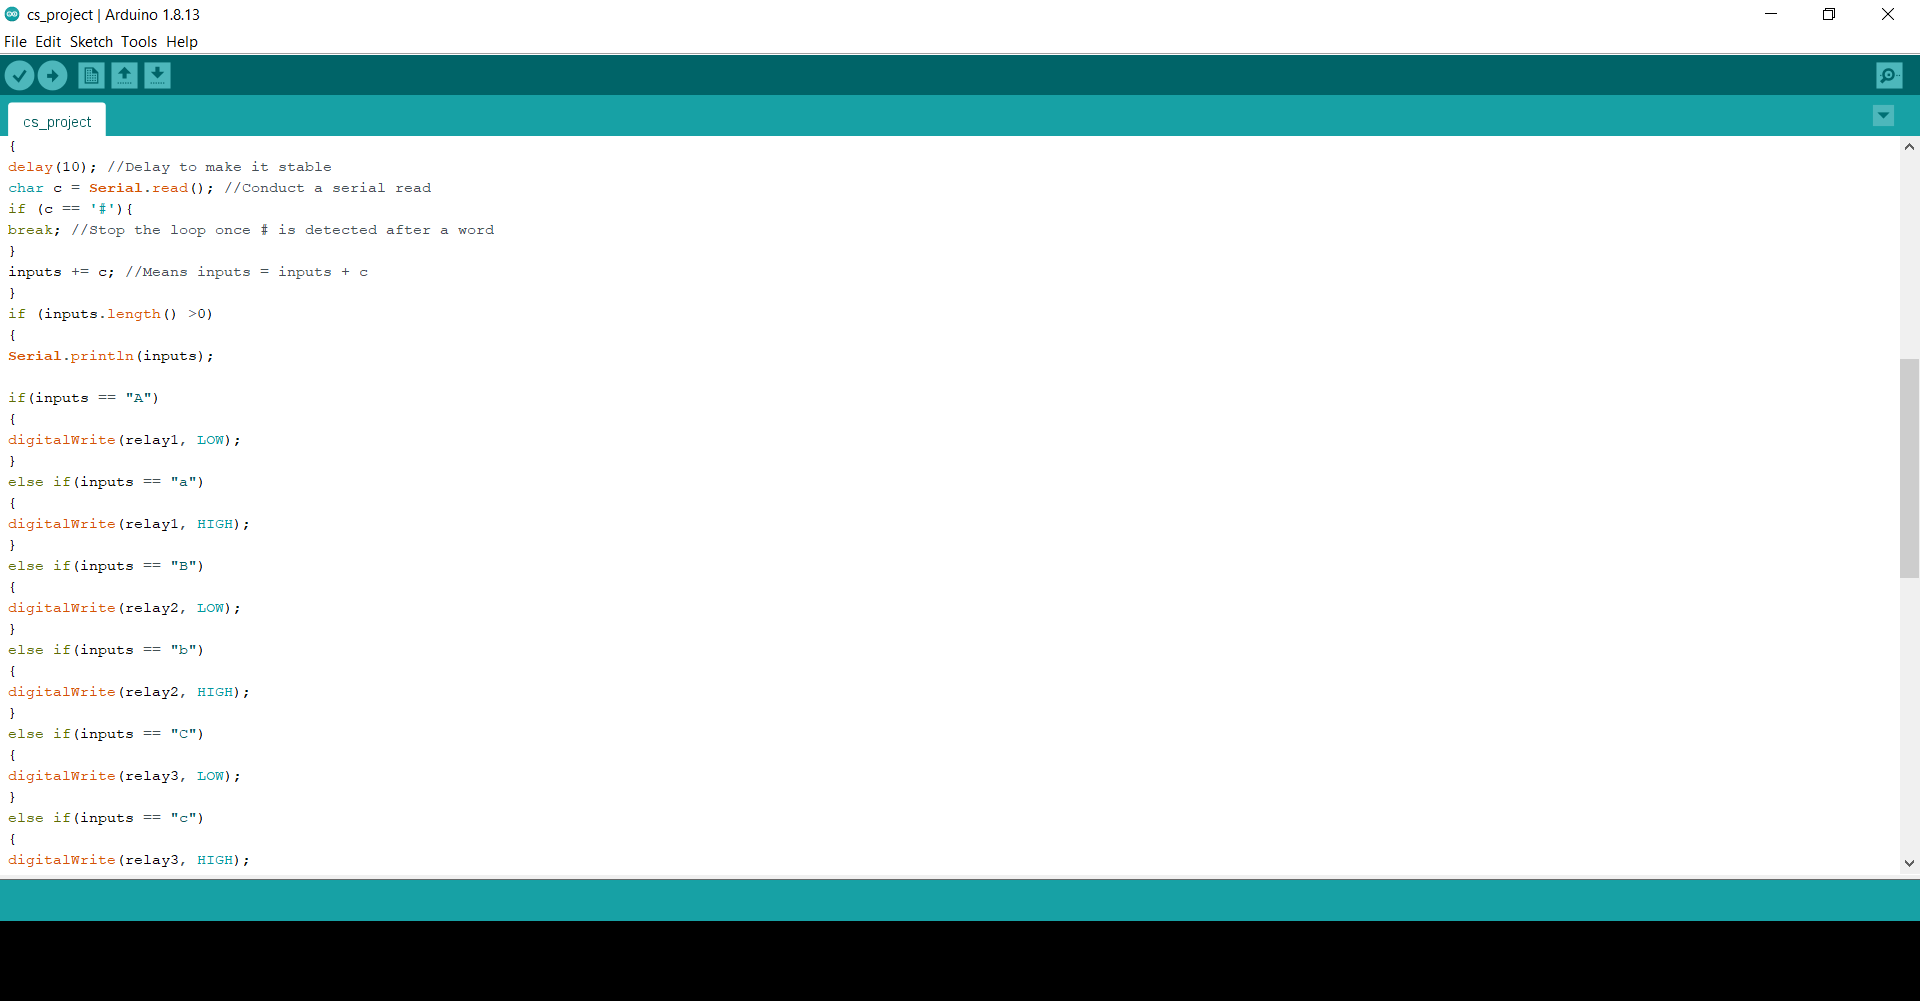 cs_project | Arduino 1.8.13
File Edit Sketch Tools Help
cs_project
{
delay(10); //Delay to make it stable
char c = Serial.read(); //Conduct a serial read
if (c == '#'){
break; //Stop the loop once # is detected after a word
}
inputs += c; //Means inputs = inputs + c
}
if (inputs.length() >0)
{
Serial.println(inputs);
if(inputs == "A")
{
digitalWrite(relay1, LOW);
}
else if(inputs == "a")
{
digitalWrite(relay1, HIGH);
}
else if(inputs == "B")
{
digitalWrite(relay2, LOW);
}
else if(inputs == "b")
{
digitalWrite(relay2, HIGH);
}
else if(inputs == "C")
{
digitalWrite(relay3, LOW);
}
else if(inputs == "c")
{
digitalWrite(relay3, HIGH);